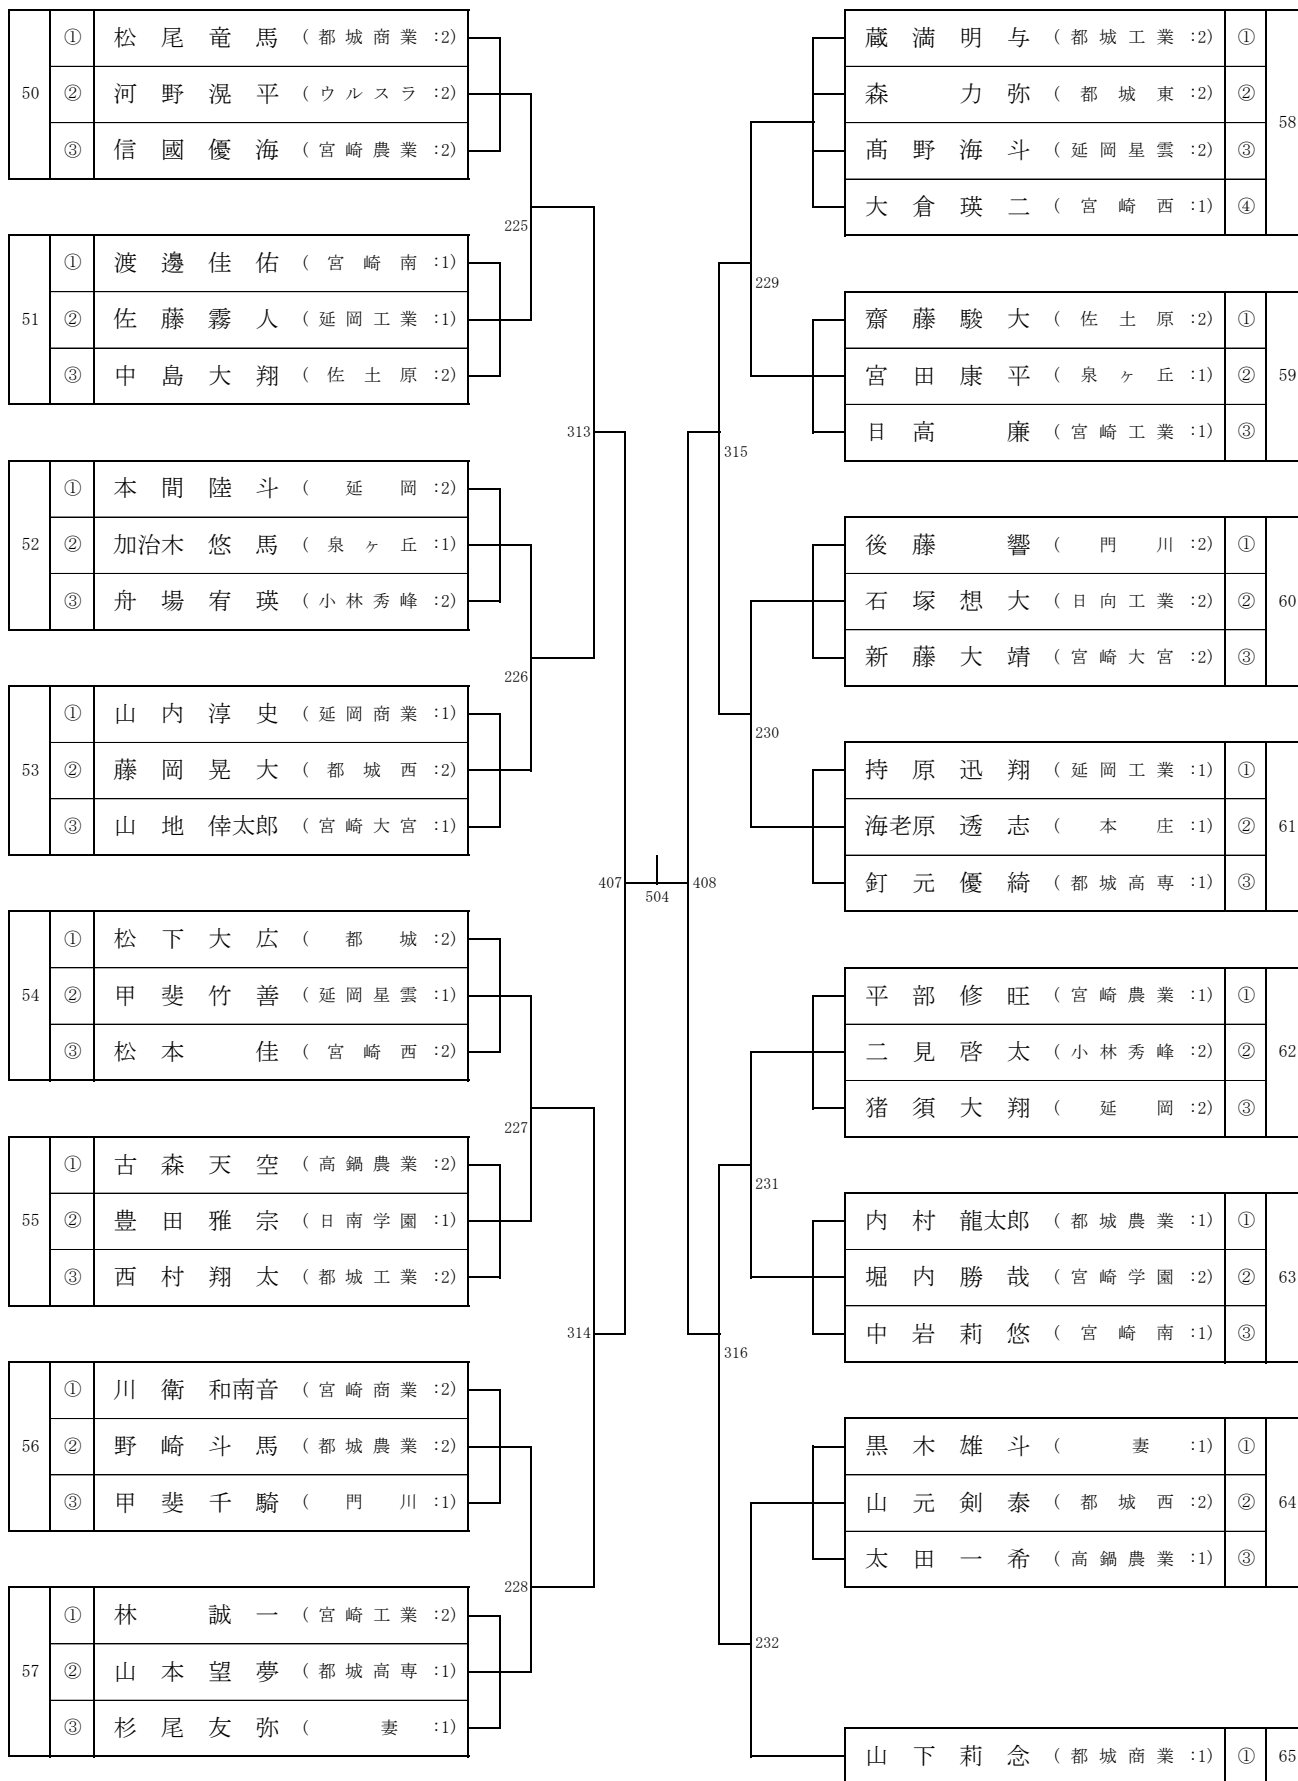 50
① 松尾竜馬 (都城商業:2)
② 河野滉平 (ウルスラ:2)
③ 信國優海 (宮崎農業:2)
225
51
① 渡邊佳佑 (宮崎南:1)
② 佐藤霧人 (延岡工業:1)
③ 中島大翔 (佐土原:2)
313
52
① 本間陸斗 (延岡:2)
② 加治木悠馬 (泉ヶ丘:1)
③ 舟場宥瑛 (小林秀峰:2)
226
53
① 山内淳史 (延岡商業:1)
② 藤岡晃大 (都城西:2)
③ 山地倖太郎 (宮崎大宮:1)
407
504
408
54
① 松下大広 (都城:2)
② 甲斐竹善 (延岡星雲:1)
③ 松本佳 (宮崎西:2)
227
55
① 古森天空 (高鍋農業:2)
② 豊田雅宗 (日南学園:1)
③ 西村翔太 (都城工業:2)
314
56
① 川衛和南音 (宮崎商業:2)
② 野崎斗馬 (都城農業:2)
③ 甲斐千騎 (門川:1)
228
57
① 林誠一 (宮崎工業:2)
② 山本望夢 (都城高専:1)
③ 杉尾友弥 (妻:1)
蔵満明与 (都城工業:2) ①
森力弥 (都城東:2) ②
髙野海斗 (延岡星雲:2) ③
大倉瑛二 (宮崎西:1) ④
58
229
齋藤駿大 (佐土原:2) ①
宮田康平 (泉ヶ丘:1) ②
日高廉 (宮崎工業:1) ③
59
315
後藤響 (門川:2) ①
石塚想大 (日向工業:2) ②
新藤大靖 (宮崎大宮:2) ③
60
230
持原迅翔 (延岡工業:1) ①
海老原透志 (本庄:1) ②
釘元優綺 (都城高専:1) ③
61
平部修旺 (宮崎農業:1) ①
二見啓太 (小林秀峰:2) ②
猪須大翔 (延岡:2) ③
62
231
内村龍太郎 (都城農業:1) ①
堀内勝哉 (宮崎学園:2) ②
中岩莉悠 (宮崎南:1) ③
63
316
黒木雄斗 (妻:1) ①
山元剣泰 (都城西:2) ②
太田一希 (高鍋農業:1) ③
64
232
山下莉念 (都城商業:1) ①
65